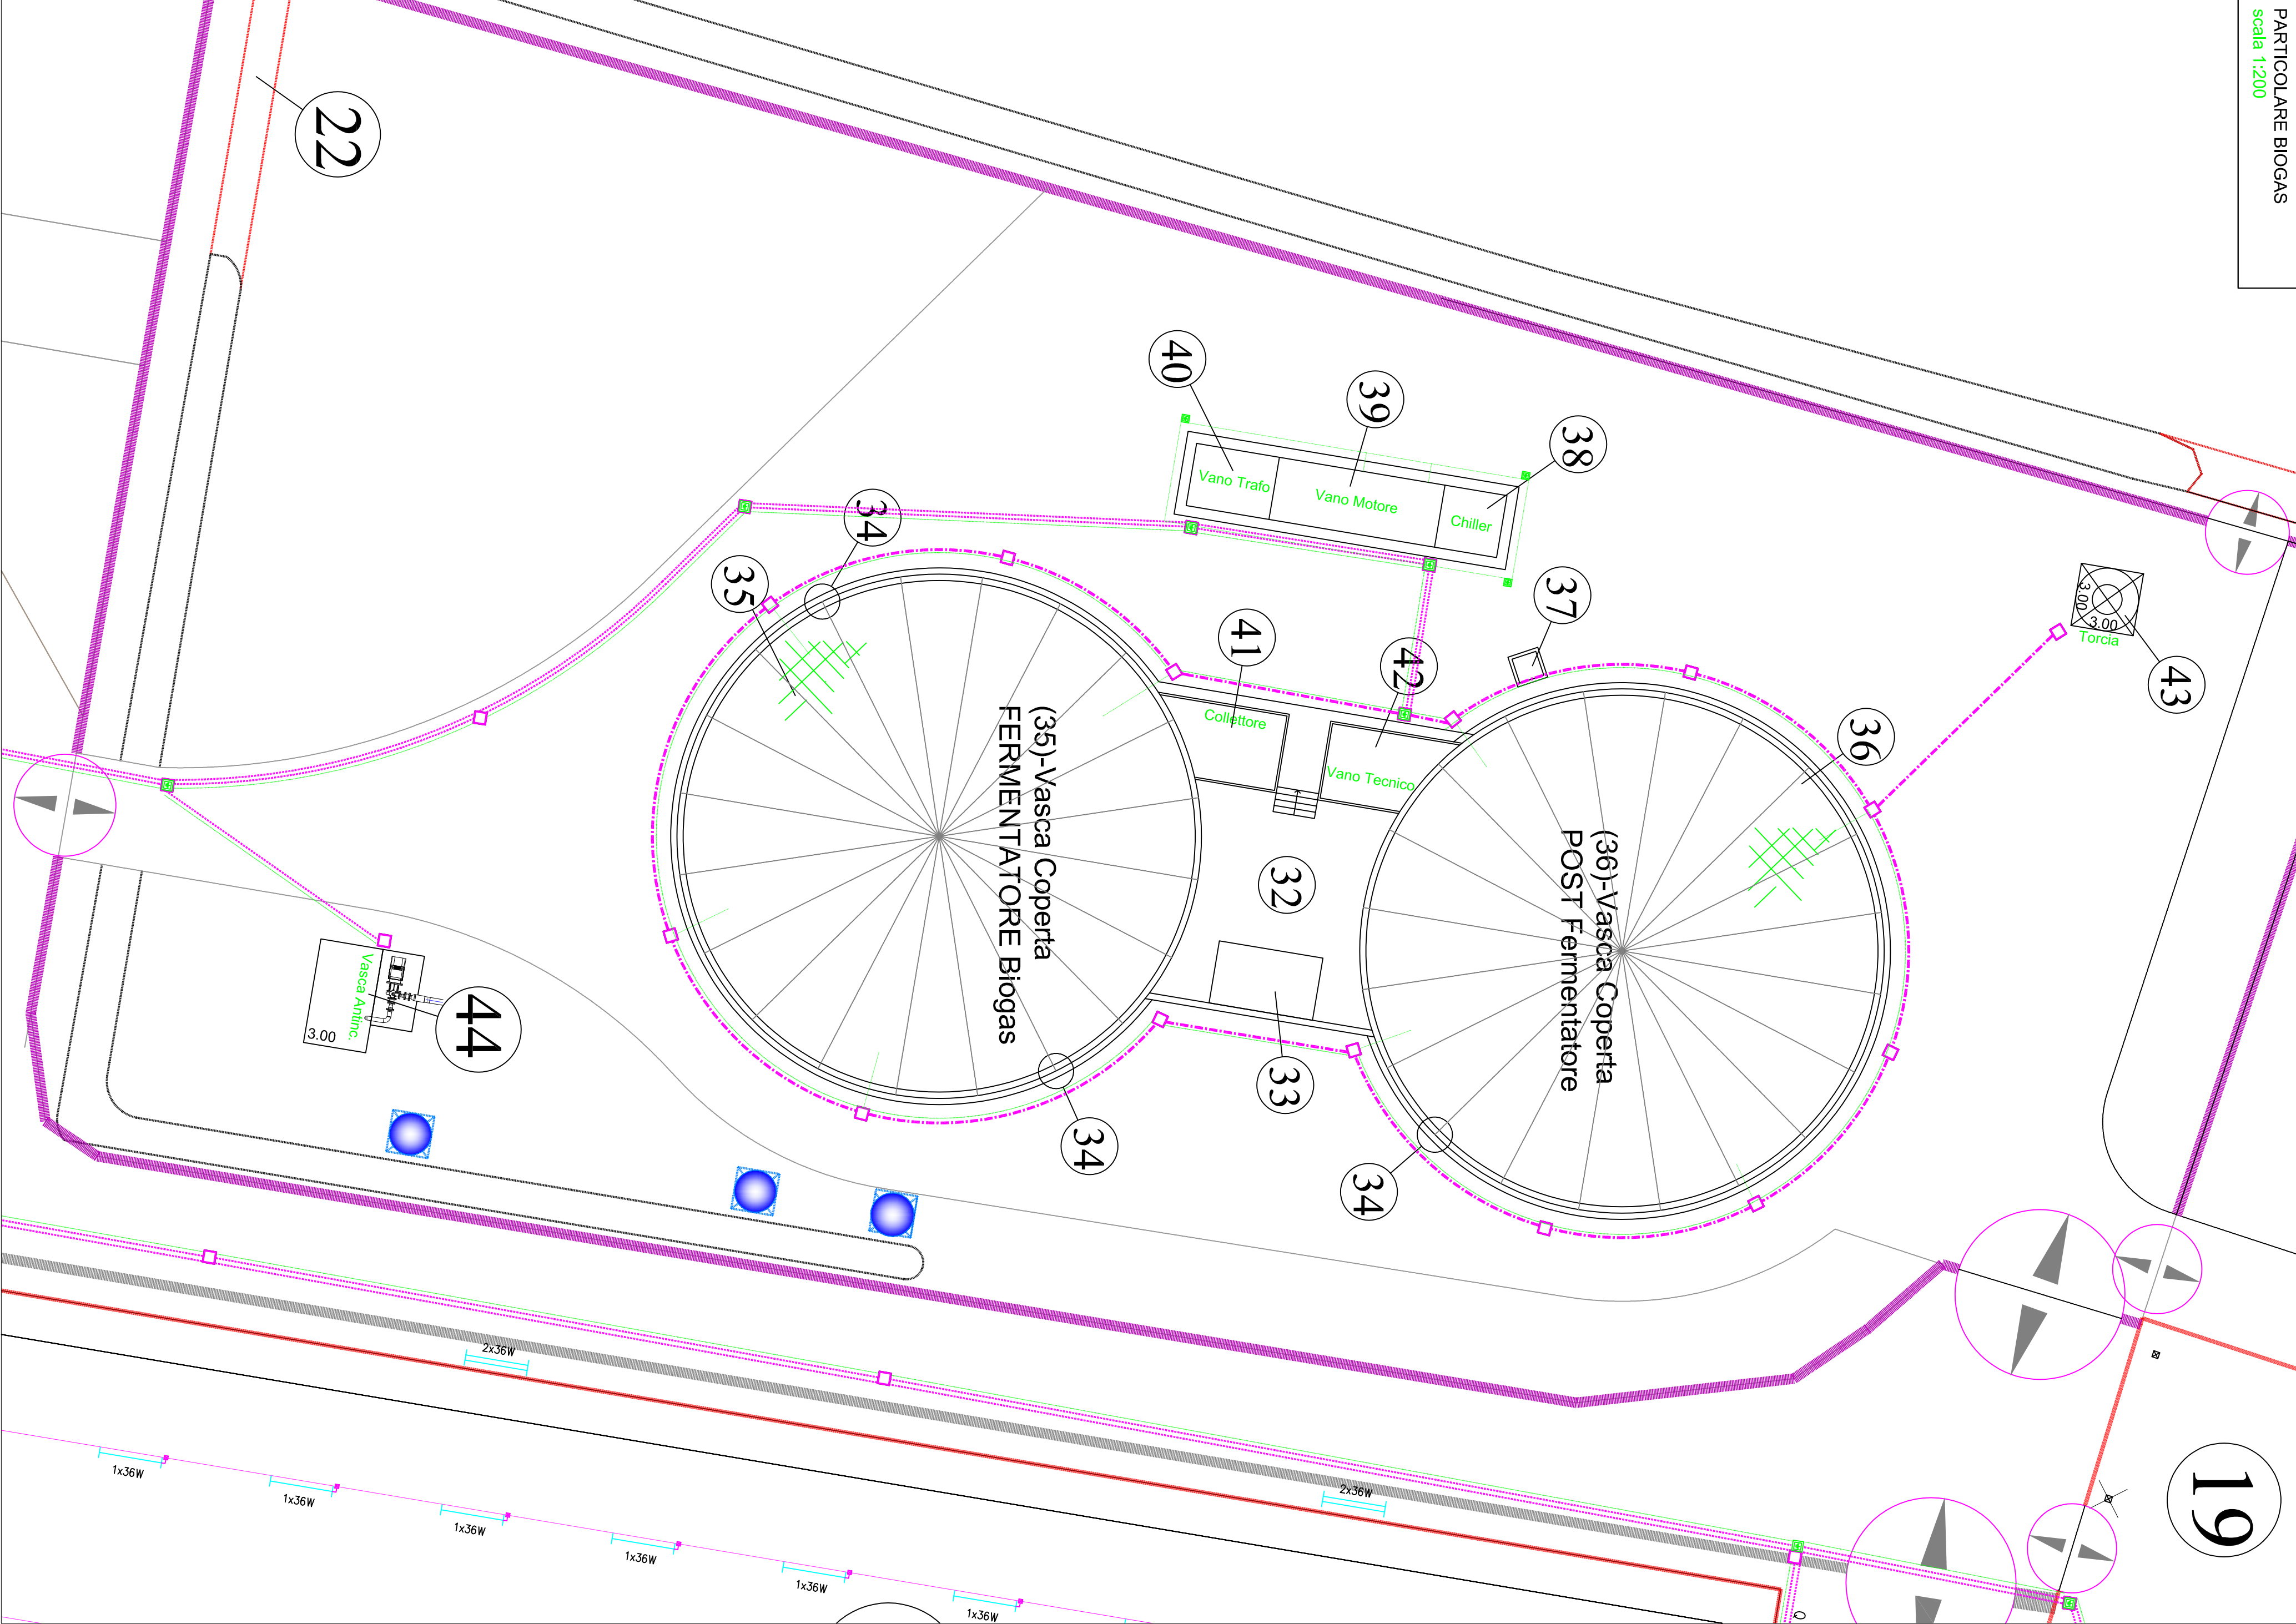 PARTICOLARE BIOGAS
scala 1:200
22
40
39
38
Vano Trafo
Vano Motore
Chiller
34
35
41
42
37
3.00
3.00
Torcia
43
36
Collettore
Vano Tecnico
(35)-Vasca Coperta
FERMENTATORE Biogas
(36)-Vasca Coperta
POST Fermentatore
32
33
34
34
Vasca Antinc.
3.00
44
19
2x36W
2x36W
1x36W
1x36W
1x36W
1x36W
1x36W
1x36W
Q